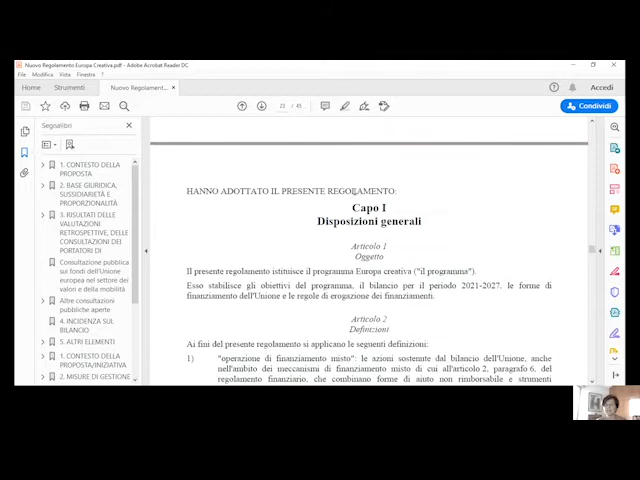 Nuovo Regolamento Europa Creativa.pdf - Adobe Acrobat Reader DC
File Modifica Vista Finestra ?
Home Strumenti Nuovo Regolament... × Accedi
22 / 45 Condividi
Segnalibri ×
1. CONTESTO DELLA
PROPOSTA
2. BASE GIURIDICA,
SUSSIDIARIETÀ E
PROPORZIONALITÀ
3. RISULTATI DELLE
VALUTAZIONI
RETROSPETTIVE, DELLE
CONSULTAZIONI DEI
PORTATORI DI
Consultazione pubblica
sui fondi dell'Unione
europea nel settore dei
valori e della mobilità
Altre consultazioni
pubbliche aperte
4. INCIDENZA SUL
BILANCIO
5. ALTRI ELEMENTI
1. CONTESTO DELLA
PROPOSTA/INIZIATIVA
2. MISURE DI GESTIONE
HANNO ADOTTATO IL PRESENTE REGOLAMENTO:
Capo I
Disposizioni generali
Articolo 1
Oggetto
Il presente regolamento istituisce il programma Europa creativa ("il programma").
Esso stabilisce gli obiettivi del programma, il bilancio per il periodo 2021-2027, le forme di
finanziamento dell'Unione e le regole di erogazione dei finanziamenti.
Articolo 2
Definizioni
Ai fini del presente regolamento si applicano le seguenti definizioni:
1) "operazione di finanziamento misto": le azioni sostenute dal bilancio dell'Unione, anche
nell'ambito dei meccanismi di finanziamento misto di cui all'articolo 2, paragrafo 6, del
regolamento finanziario, che combinano forme di aiuto non rimborsabile e strumenti